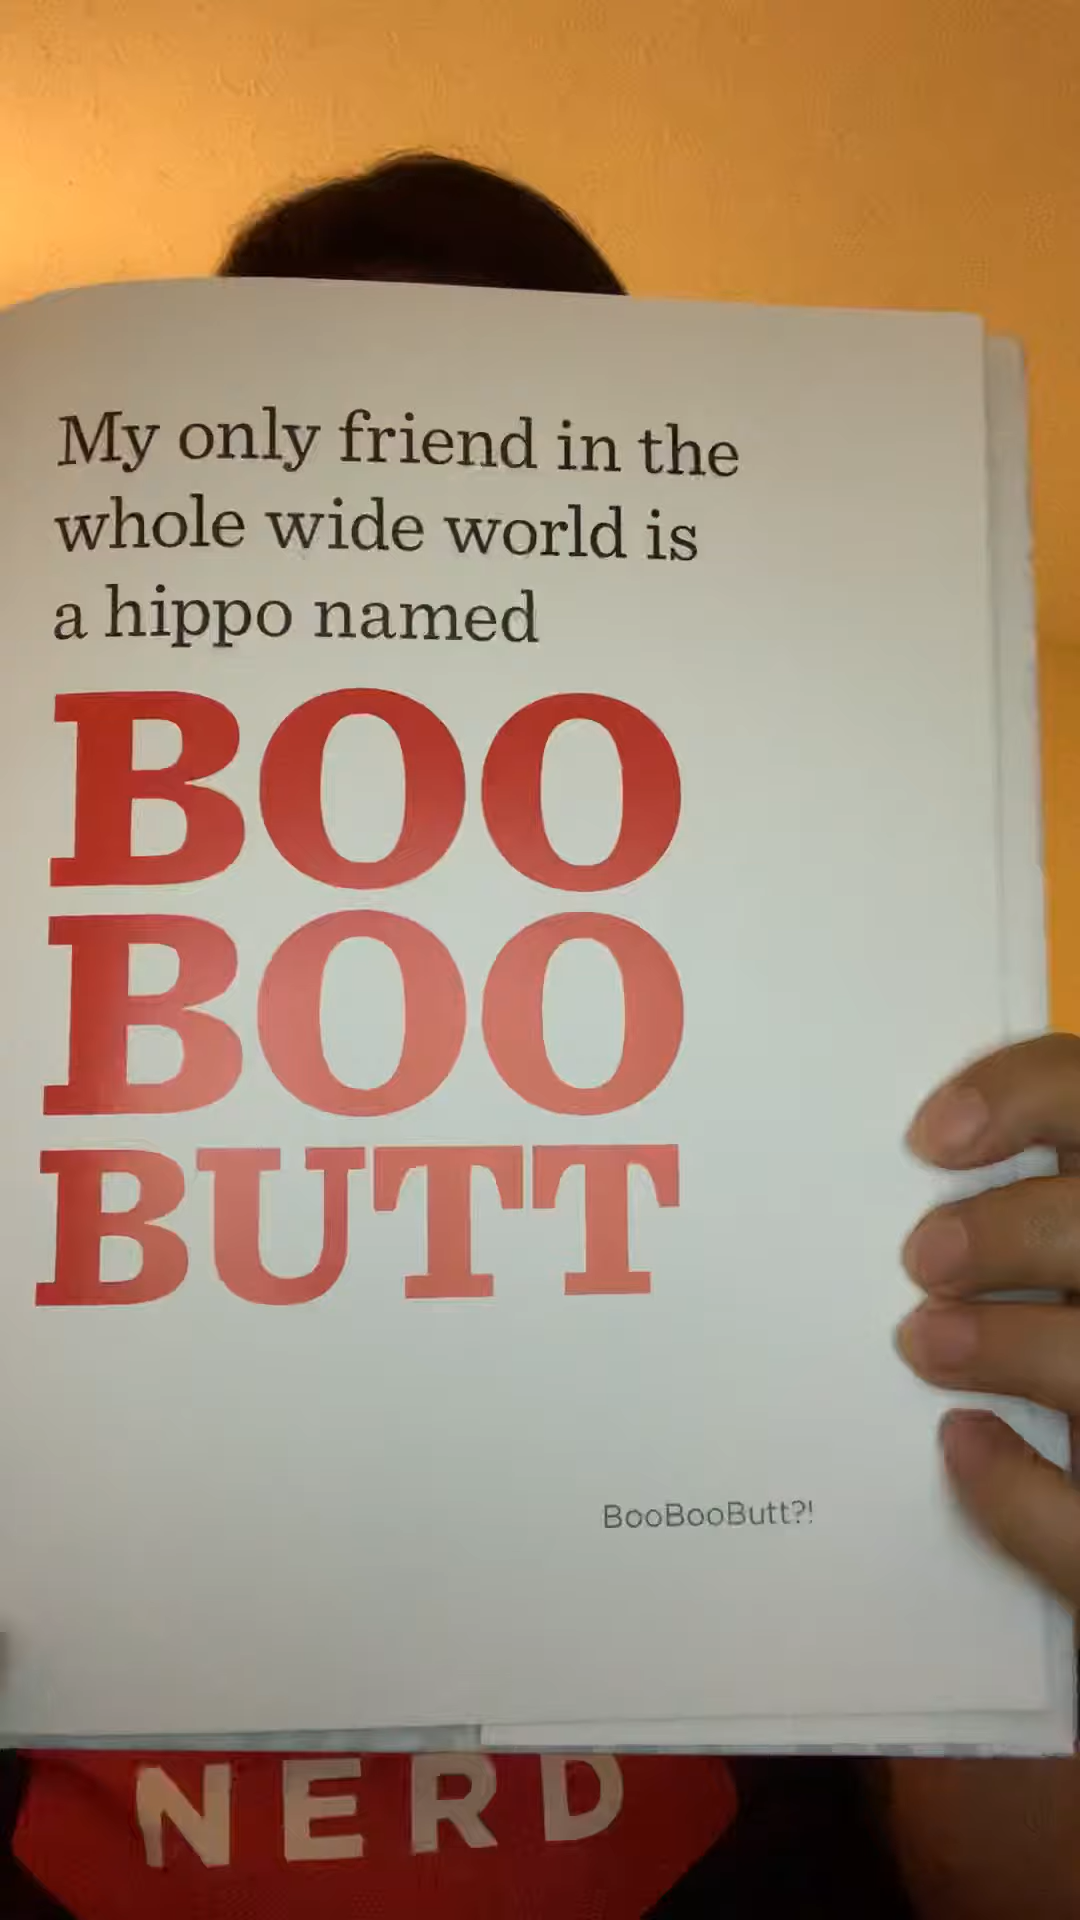 My only friend in the
whole wide world is
a hippo named
BOO
BOO
BUTT
BooBooButt?!
NERD